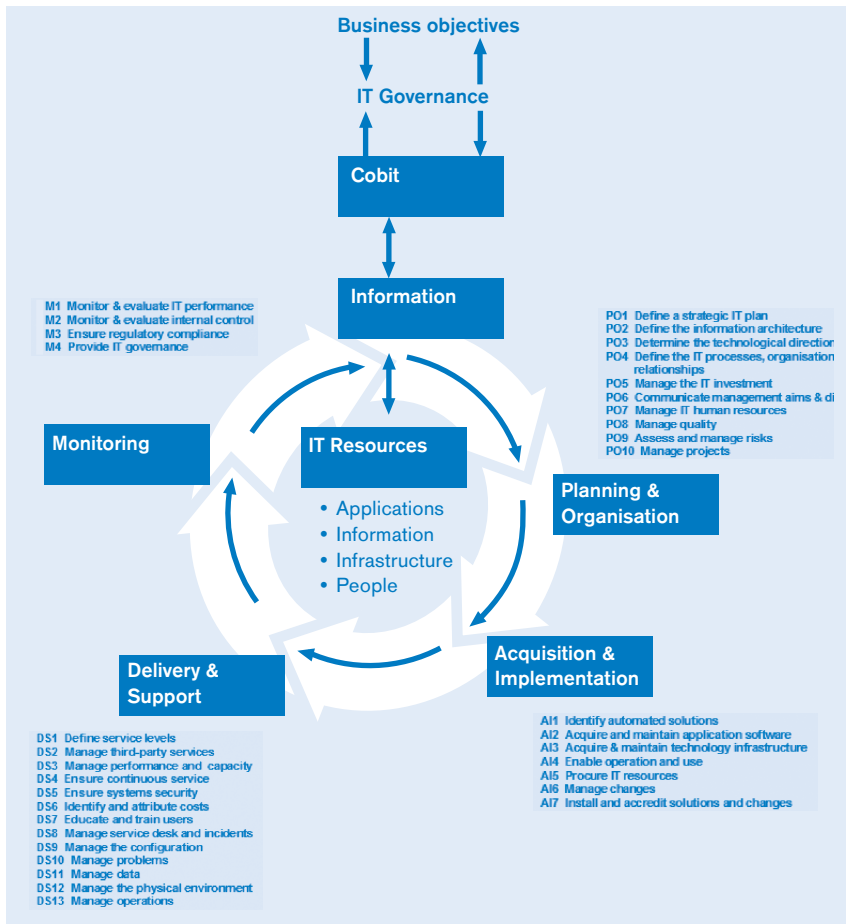 Business objectives
IT Governance
Cobit
Information
M1 Monitor & evaluate IT performance
M2 Monitor & evaluate internal control
M3 Ensure regulatory compliance
M4 Provide IT governance
PO1 Define a strategic IT plan
PO2 Define the information architecture
PO3 Determine the technological direction
PO4 Define the IT processes, organisation
relationships
PO5 Manage the IT investment
PO6 Communicate management aims & di
PO7 Manage IT human resources
PO8 Manage quality
PO9 Assess and manage risks
PO10 Manage projects
Monitoring
IT Resources
• Applications
• Information
• Infrastructure
• People
Planning &
Organisation
Acquisition &
Implementation
Delivery &
Support
AI1 Identify automated solutions
AI2 Acquire and maintain application software
AI3 Acquire & maintain technology infrastructure
AI4 Enable operation and use
AI5 Procure IT resources
AI6 Manage changes
AI7 Install and accredit solutions and changes
DS1 Define service levels
DS2 Manage third-party services
DS3 Manage performance and capacity
DS4 Ensure continuous service
DS5 Ensure systems security
DS6 Identify and attribute costs
DS7 Educate and train users
DS8 Manage service desk and incidents
DS9 Manage the configuration
DS10 Manage problems
DS11 Manage data
DS12 Manage the physical environment
DS13 Manage operations